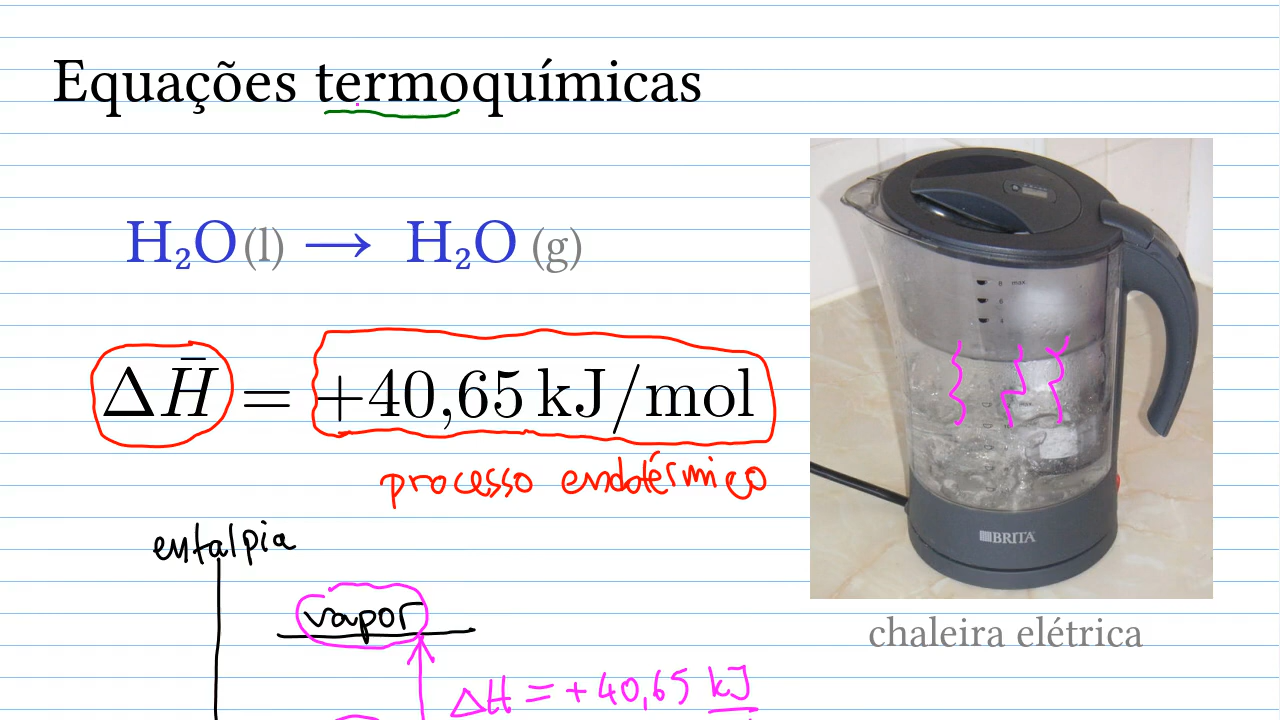 Equações termoquímicas
H₂O(l) → H₂O (g)
ΔH̄ = +40,65 kJ/mol
processo endotérmico
entalpia
vapor
ΔH = +40,65 kJ
max
BRITA
chaleira elétrica